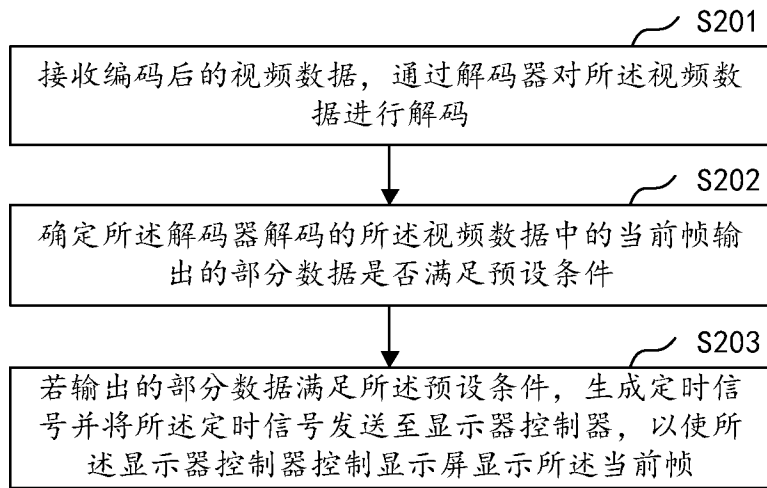 S201
接收编码后的视频数据，通过解码器对所述视频数
据进行解码
S202
确定所述解码器解码的所述视频数据中的当前帧输
出的部分数据是否满足预设条件
S203
若输出的部分数据满足所述预设条件，生成定时信
号并将所述定时信号发送至显示器控制器，以使所
述显示器控制器控制显示屏显示所述当前帧